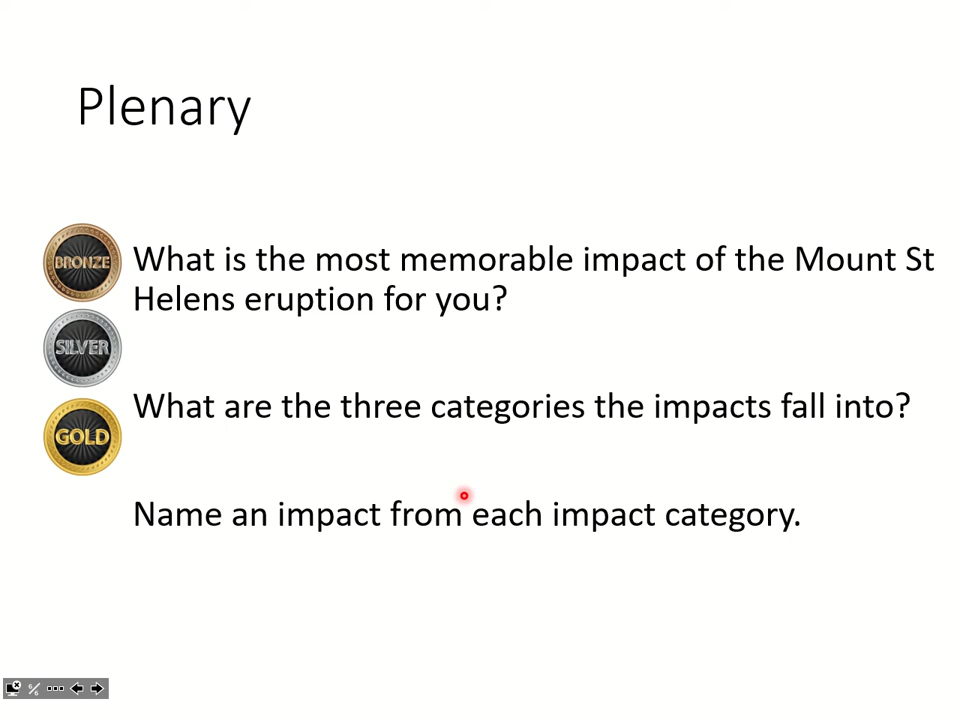 Plenary
BRONZE
What is the most memorable impact of the Mount St
Helens eruption for you?
SILVER
What are the three categories the impacts fall into?
GOLD
Name an impact from each impact category.